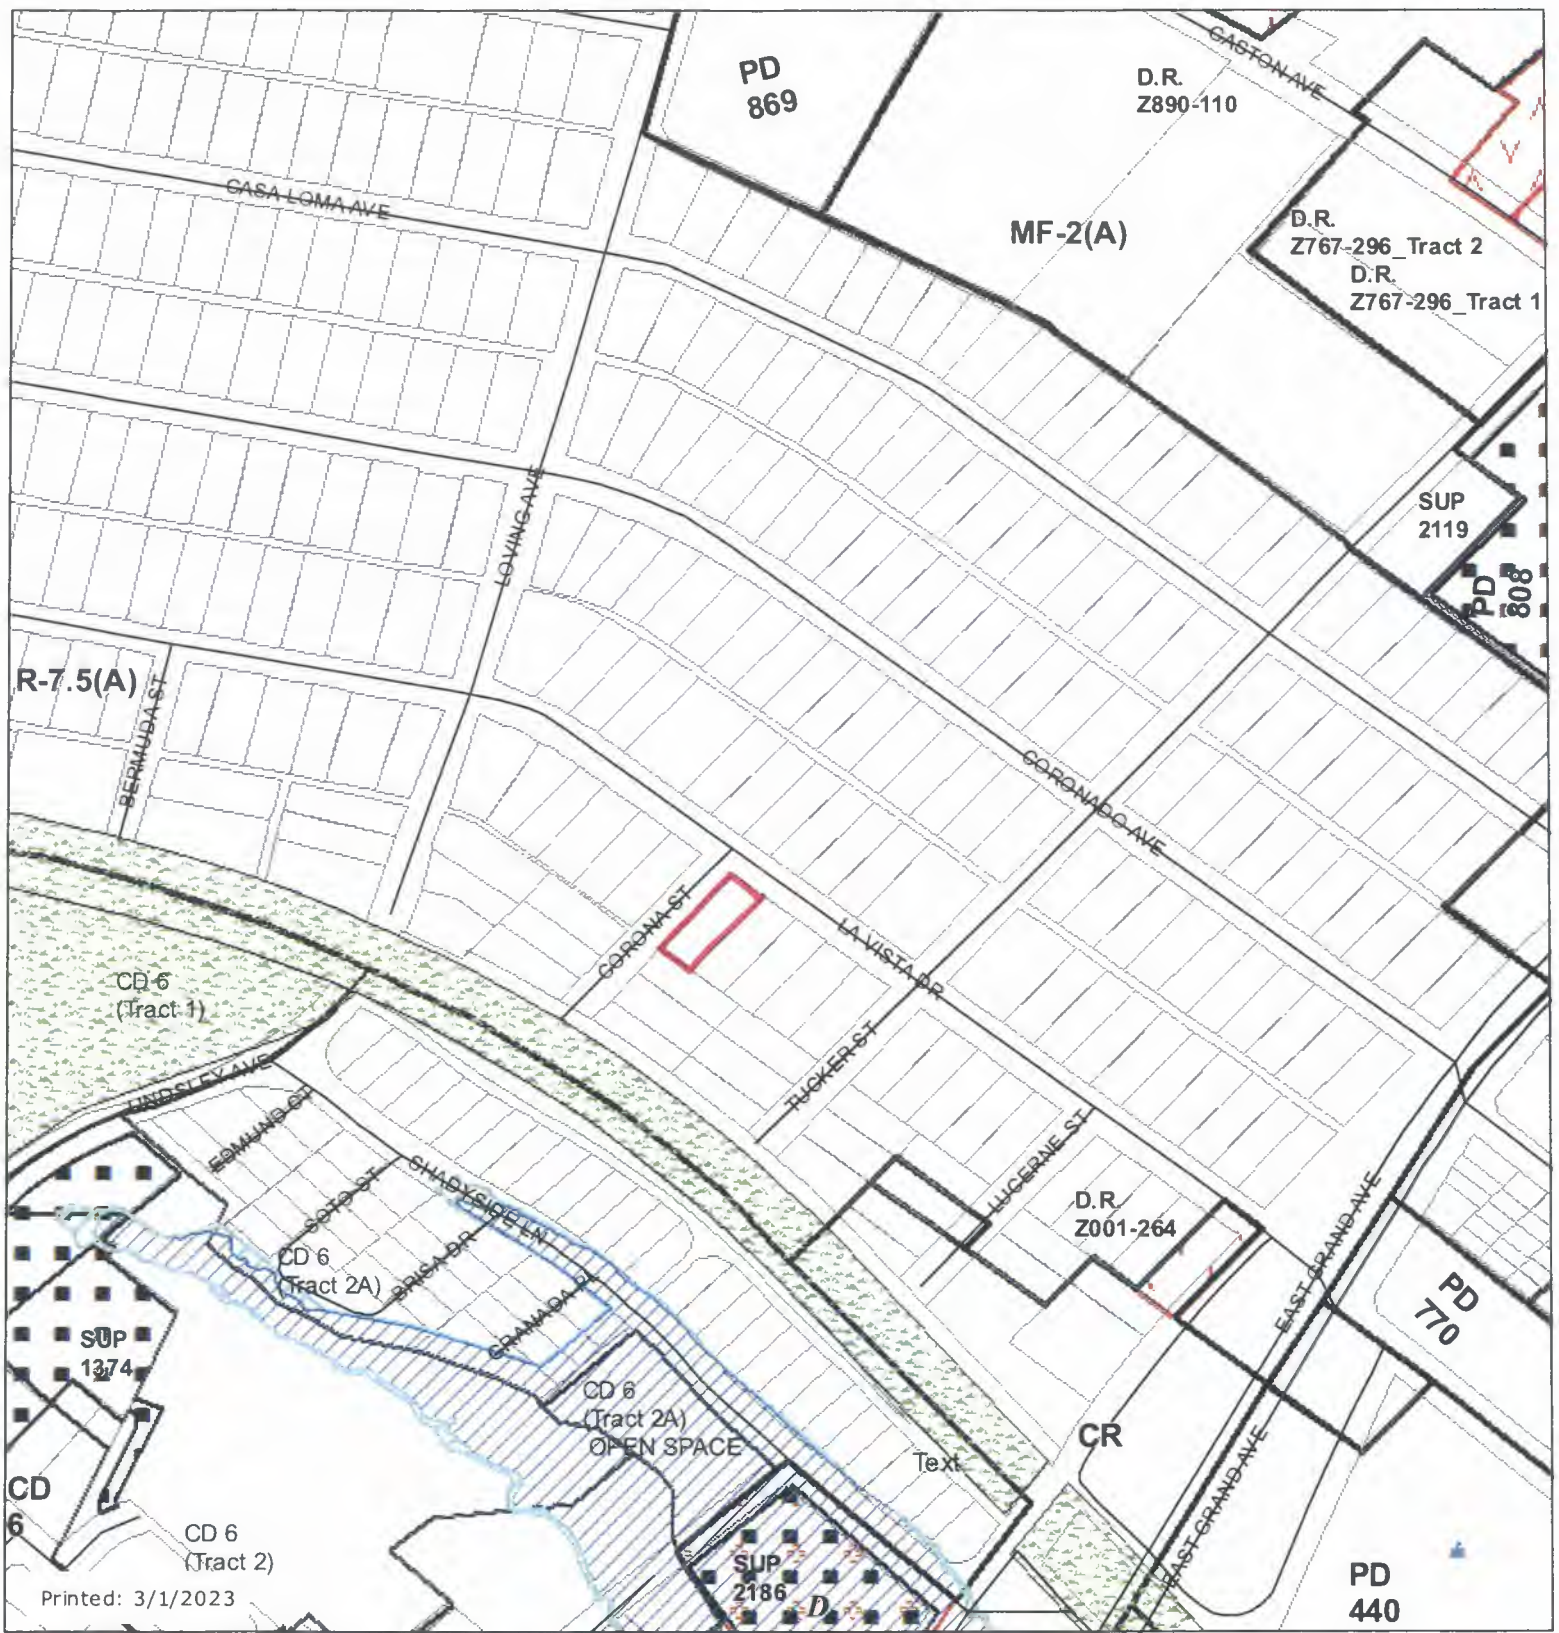 GASTON AVE
PD
869
D.R.
Z890-110
CASA LOMA AVE
MF-2(A)
D.R.
Z767-296_Tract 2
D.R.
Z767-296_Tract 1
LOVING AVE
SUP
2119
PD
808
R-7.5(A)
BERMUDA ST
CORONADO AVE
CORONA ST
LA VISTA DR
CD 6
(Tract 1)
TUCKER ST
LINDSLEY AVE
EDMUND CT
LUCERNE ST
SOTO ST
SHADYSIDE LN
D.R.
Z001-264
EAST GRAND AVE
CD 6
(Tract 2A)
BRISA DR
GRANADA
PD
770
SUP
1374
CD 6
(Tract 2A)
OPEN SPACE
CR
Text
EAST GRAND AVE
CD
6
CD 6
(Tract 2)
SUP
2186
D
PD
440
Printed: 3/1/2023